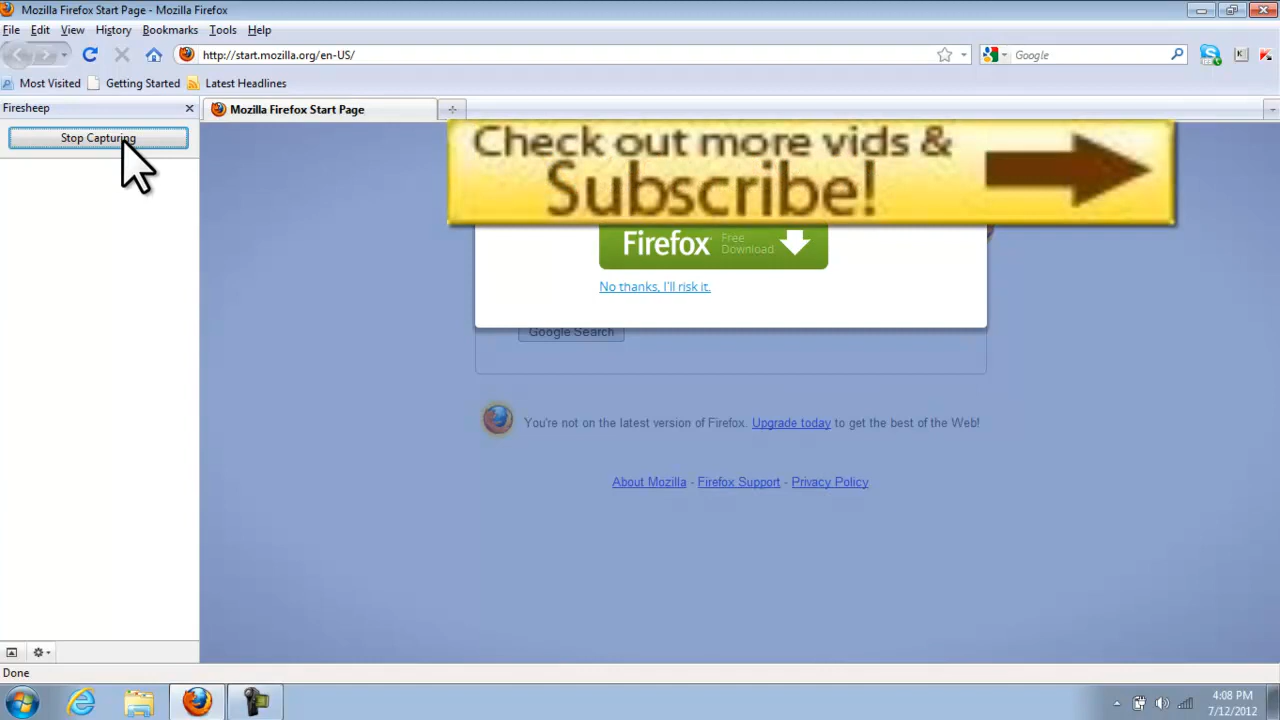 Mozilla Firefox Start Page - Mozilla Firefox
File Edit View History Bookmarks Tools Help
http://start.mozilla.org/en-US/
Google
Most Visited Getting Started Latest Headlines
Firesheep
Mozilla Firefox Start Page
Stop Capturing
Check out more vids &
Subscribe!
Firefox Free Download
No thanks, I'll risk it.
Google Search
You're not on the latest version of Firefox. Upgrade today to get the best of the Web!
About Mozilla - Firefox Support - Privacy Policy
Done
4:08 PM
7/12/2012